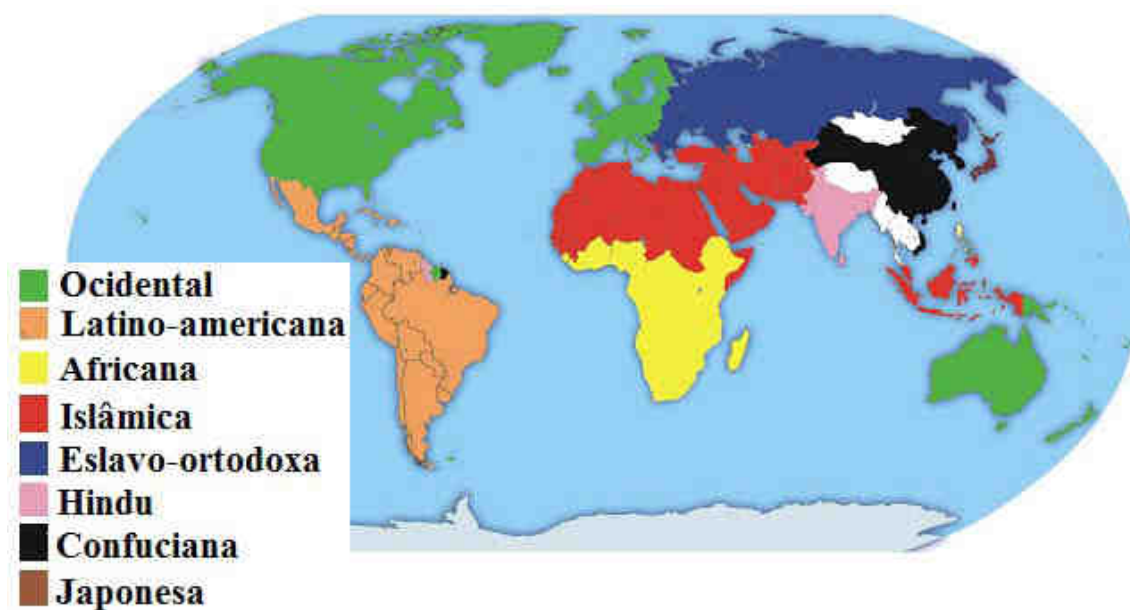 Ocidental
Latino-americana
Africana
Islâmica
Eslavo-ortodoxa
Hindu
Confuciana
Japonesa